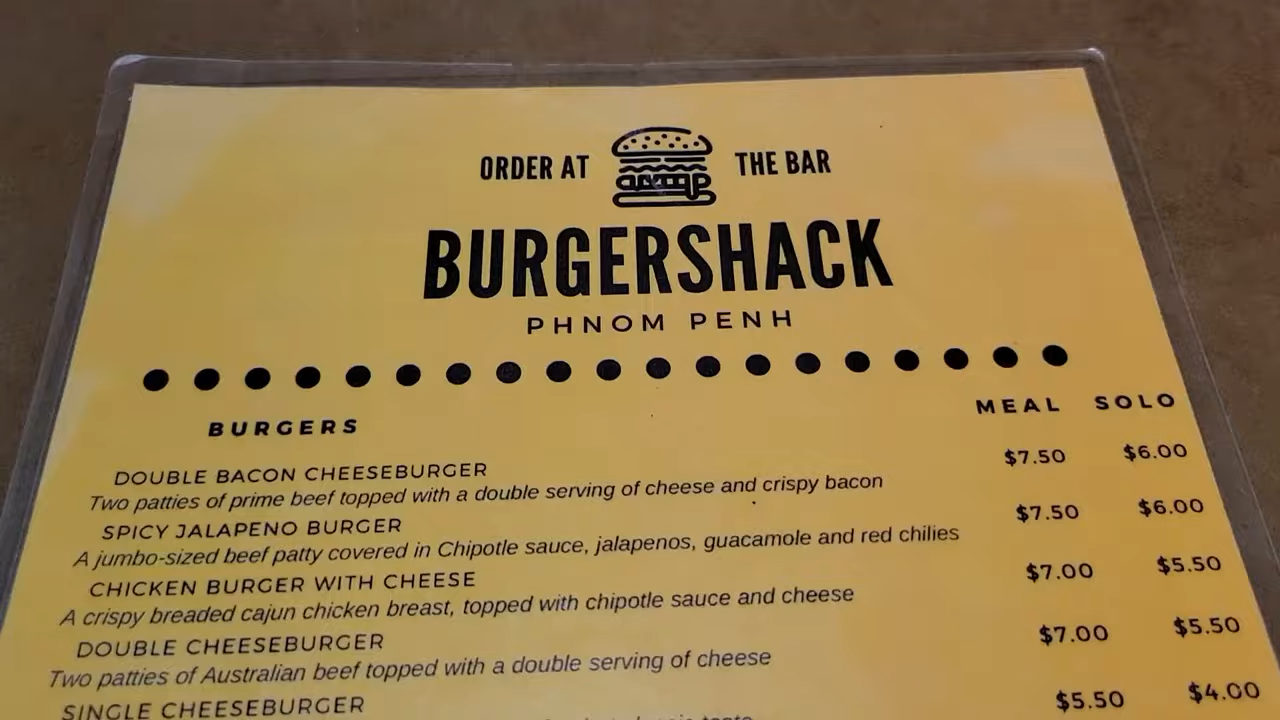 ORDER AT THE BAR
BURGERSHACK
PHNOM PENH
BURGERS MEAL SOLO
DOUBLE BACON CHEESEBURGER $7.50 $6.00
Two patties of prime beef topped with a double serving of cheese and crispy bacon
SPICY JALAPENO BURGER $7.50 $6.00
A jumbo-sized beef patty covered in Chipotle sauce, jalapenos, guacamole and red chilies
CHICKEN BURGER WITH CHEESE $7.00 $5.50
A crispy breaded cajun chicken breast, topped with chipotle sauce and cheese
DOUBLE CHEESEBURGER $7.00 $5.50
Two patties of Australian beef topped with a double serving of cheese
SINGLE CHEESEBURGER $5.50 $4.00